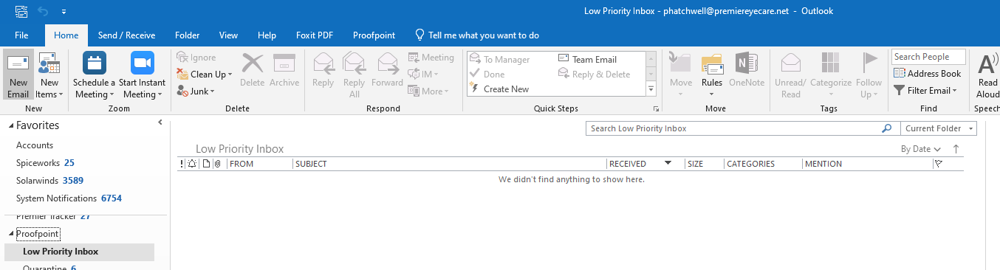 Low Priority Inbox - phatchwell@premiereyecare.net - Outlook
File Home Send / Receive Folder View Help Foxit PDF Proofpoint Tell me what you want to do
New Email
New Items
New
Schedule a Meeting
Start Instant Meeting
Zoom
Ignore
Clean Up
Junk
Delete
Archive
Delete
Reply
Reply All
Forward
Meeting
IM
More
Respond
To Manager
Team Email
Done
Reply & Delete
Create New
Quick Steps
Move
Rules
OneNote
Move
Unread/ Read
Categorize
Follow Up
Tags
Search People
Address Book
Filter Email
Find
Read Aloud
Speech
Favorites
Accounts
Spiceworks 25
Solarwinds 3589
System Notifications 6754
Premier Tracker 27
Proofpoint
Low Priority Inbox
Quarantine 6
Search Low Priority Inbox
Current Folder
Low Priority Inbox
By Date
! FROM SUBJECT RECEIVED SIZE CATEGORIES MENTION
We didn't find anything to show here.